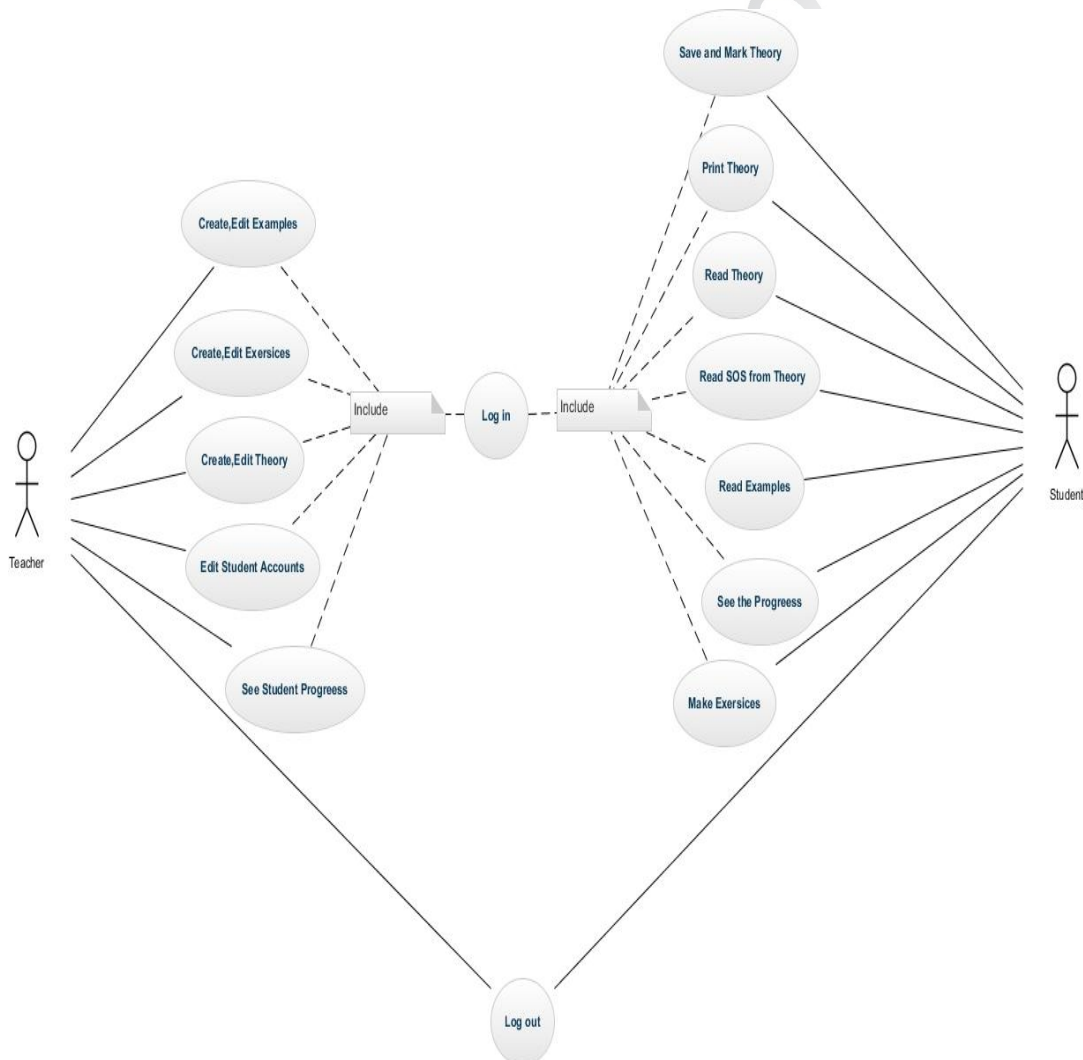 Save and Mark Theory
Print Theory
Create,Edit Examples
Read Theory
Create,Edit Exersices
Read SOS from Theory
Include
Log in
Include
Create,Edit Theory
Read Examples
Student
Teacher
Edit Student Accounts
See the Progreess
See Student Progreess
Make Exersices
Log out